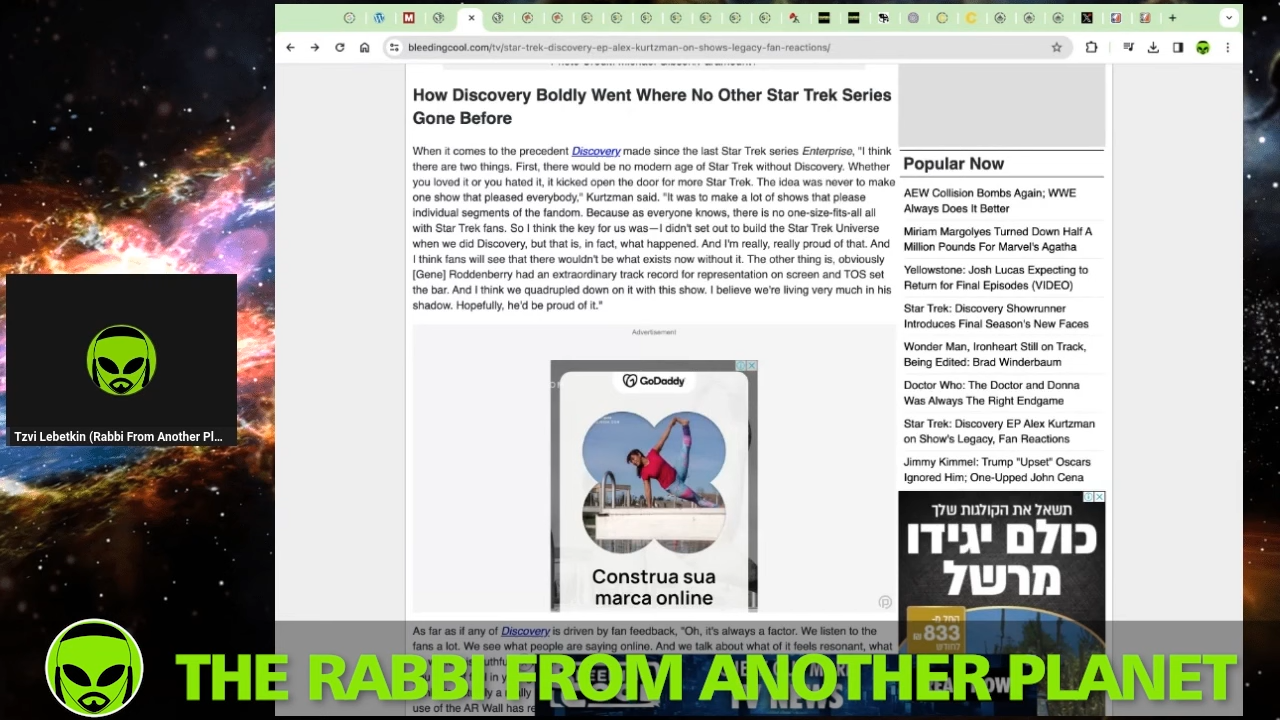 bleedingcool.com/tv/star-trek-discovery-ep-alex-kurtzman-on-shows-legacy-fan-reactions/
How Discovery Boldly Went Where No Other Star Trek Series
Gone Before
When it comes to the precedent Discovery made since the last Star Trek series Enterprise, "I think
there are two things. First, there would be no modern age of Star Trek without Discovery. Whether
you loved it or you hated it, it kicked open the door for more Star Trek. The idea was never to make
one show that pleased everybody," Kurtzman said. "It was to make a lot of shows that please
individual segments of the fandom. Because as everyone knows, there is no one-size-fits-all all
with Star Trek fans. So I think the key for us was—I didn't set out to build the Star Trek Universe
when we did Discovery, but that is, in fact, what happened. And I'm really, really proud of that. And
I think fans will see that there wouldn't be what exists now without it. The other thing is, obviously
[Gene] Roddenberry had an extraordinary track record for representation on screen and TOS set
the bar. And I think we quadrupled down on it with this show. I believe we're living very much in his
shadow. Hopefully, he'd be proud of it."
Advertisement
GoDaddy
Construa sua
marca online
As far as if any of Discovery is driven by fan feedback, "Oh, it's always a factor. We listen to the
fans a lot. We see what people are saying online. And we talk about what of it feels resonant, what
use of the AR Wall has
Popular Now
AEW Collision Bombs Again; WWE
Always Does It Better
Miriam Margolyes Turned Down Half A
Million Pounds For Marvel's Agatha
Yellowstone: Josh Lucas Expecting to
Return for Final Episodes (VIDEO)
Star Trek: Discovery Showrunner
Introduces Final Season's New Faces
Wonder Man, Ironheart Still on Track,
Being Edited: Brad Winderbaum
Doctor Who: The Doctor and Donna
Was Always The Right Endgame
Star Trek: Discovery EP Alex Kurtzman
on Show's Legacy, Fan Reactions
Jimmy Kimmel: Trump "Upset" Oscars
Ignored Him; One-Upped John Cena
תשאל את הקולגות שלך
כולם יגידו
מרשל
החל מ-
833 ₪
לחודש
Tzvi Lebetkin (Rabbi From Another Pl...
THE RABBI FROM ANOTHER PLANET